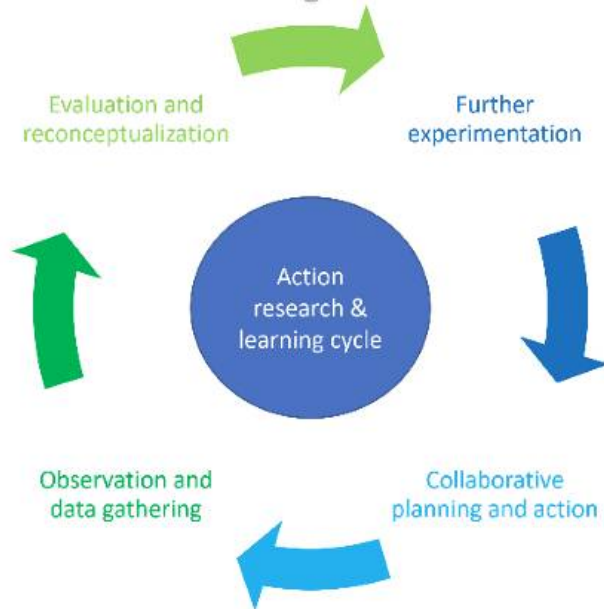 Evaluation and
reconceptualization
Further
experimentation
Action
research &
learning cycle
Observation and
data gathering
Collaborative
planning and action